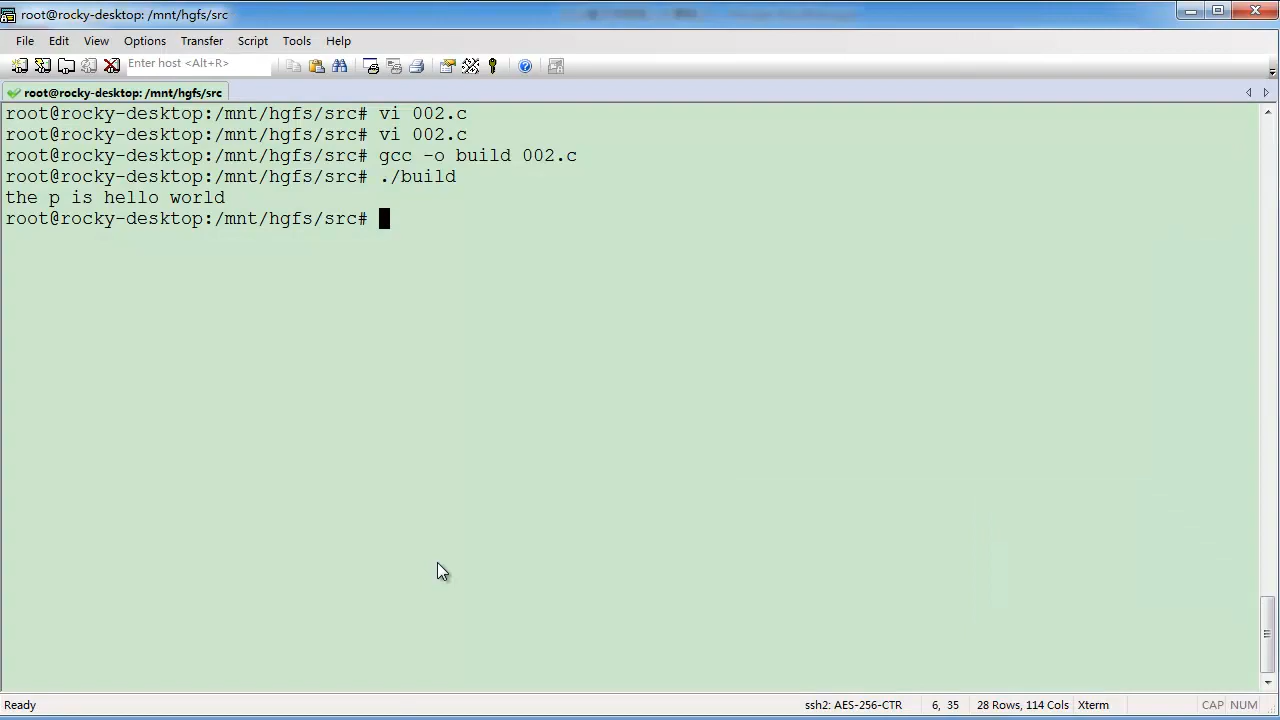 root@rocky-desktop: /mnt/hgfs/src
File Edit View Options Transfer Script Tools Help
Enter host <Alt+R>
root@rocky-desktop: /mnt/hgfs/src
root@rocky-desktop:/mnt/hgfs/src# vi 002.c
root@rocky-desktop:/mnt/hgfs/src# vi 002.c
root@rocky-desktop:/mnt/hgfs/src# gcc -o build 002.c
root@rocky-desktop:/mnt/hgfs/src# ./build
the p is hello world
root@rocky-desktop:/mnt/hgfs/src#
Ready ssh2: AES-256-CTR 6, 35 28 Rows, 114 Cols Xterm CAP NUM